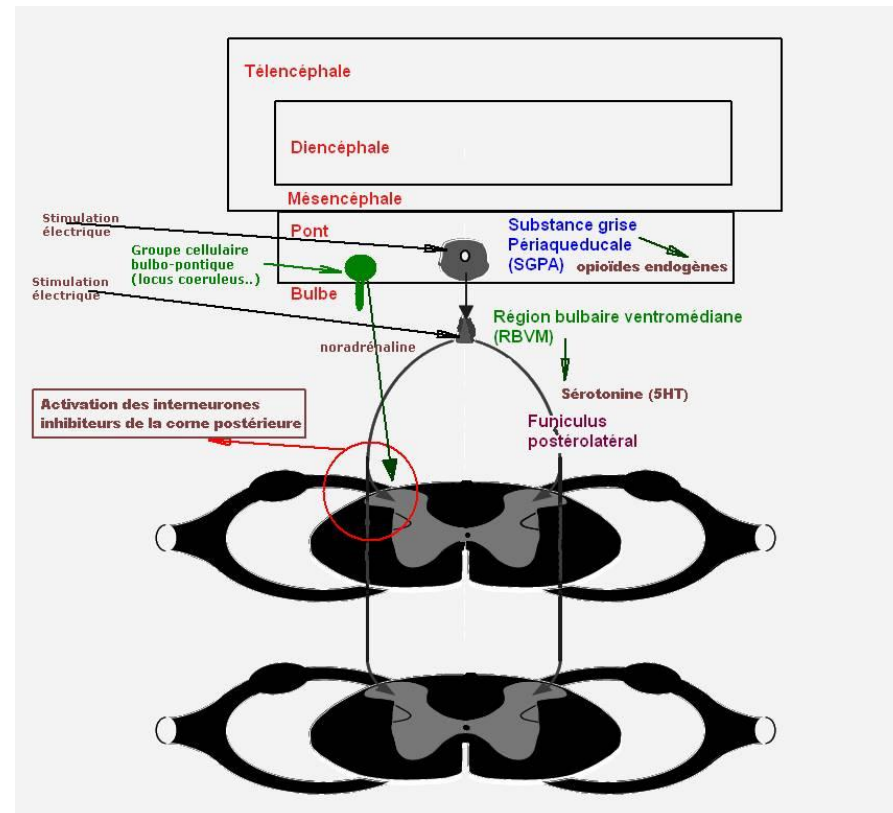 Télencéphale
Diencéphale
Mésencéphale
Stimulation
électrique
Pont
Substance grise
Périaqueducale
(SGPA)
opioïdes endogènes
Groupe cellulaire
bulbo-pontique
(locus coeruleus..)
Stimulation
électrique
Bulbe
Région bulbaire ventromédiane
(RBVM)
noradrénaline
Sérotonine (5HT)
Activation des interneurones
inhibiteurs de la corne postérieure
Funiculus
postérolatéral